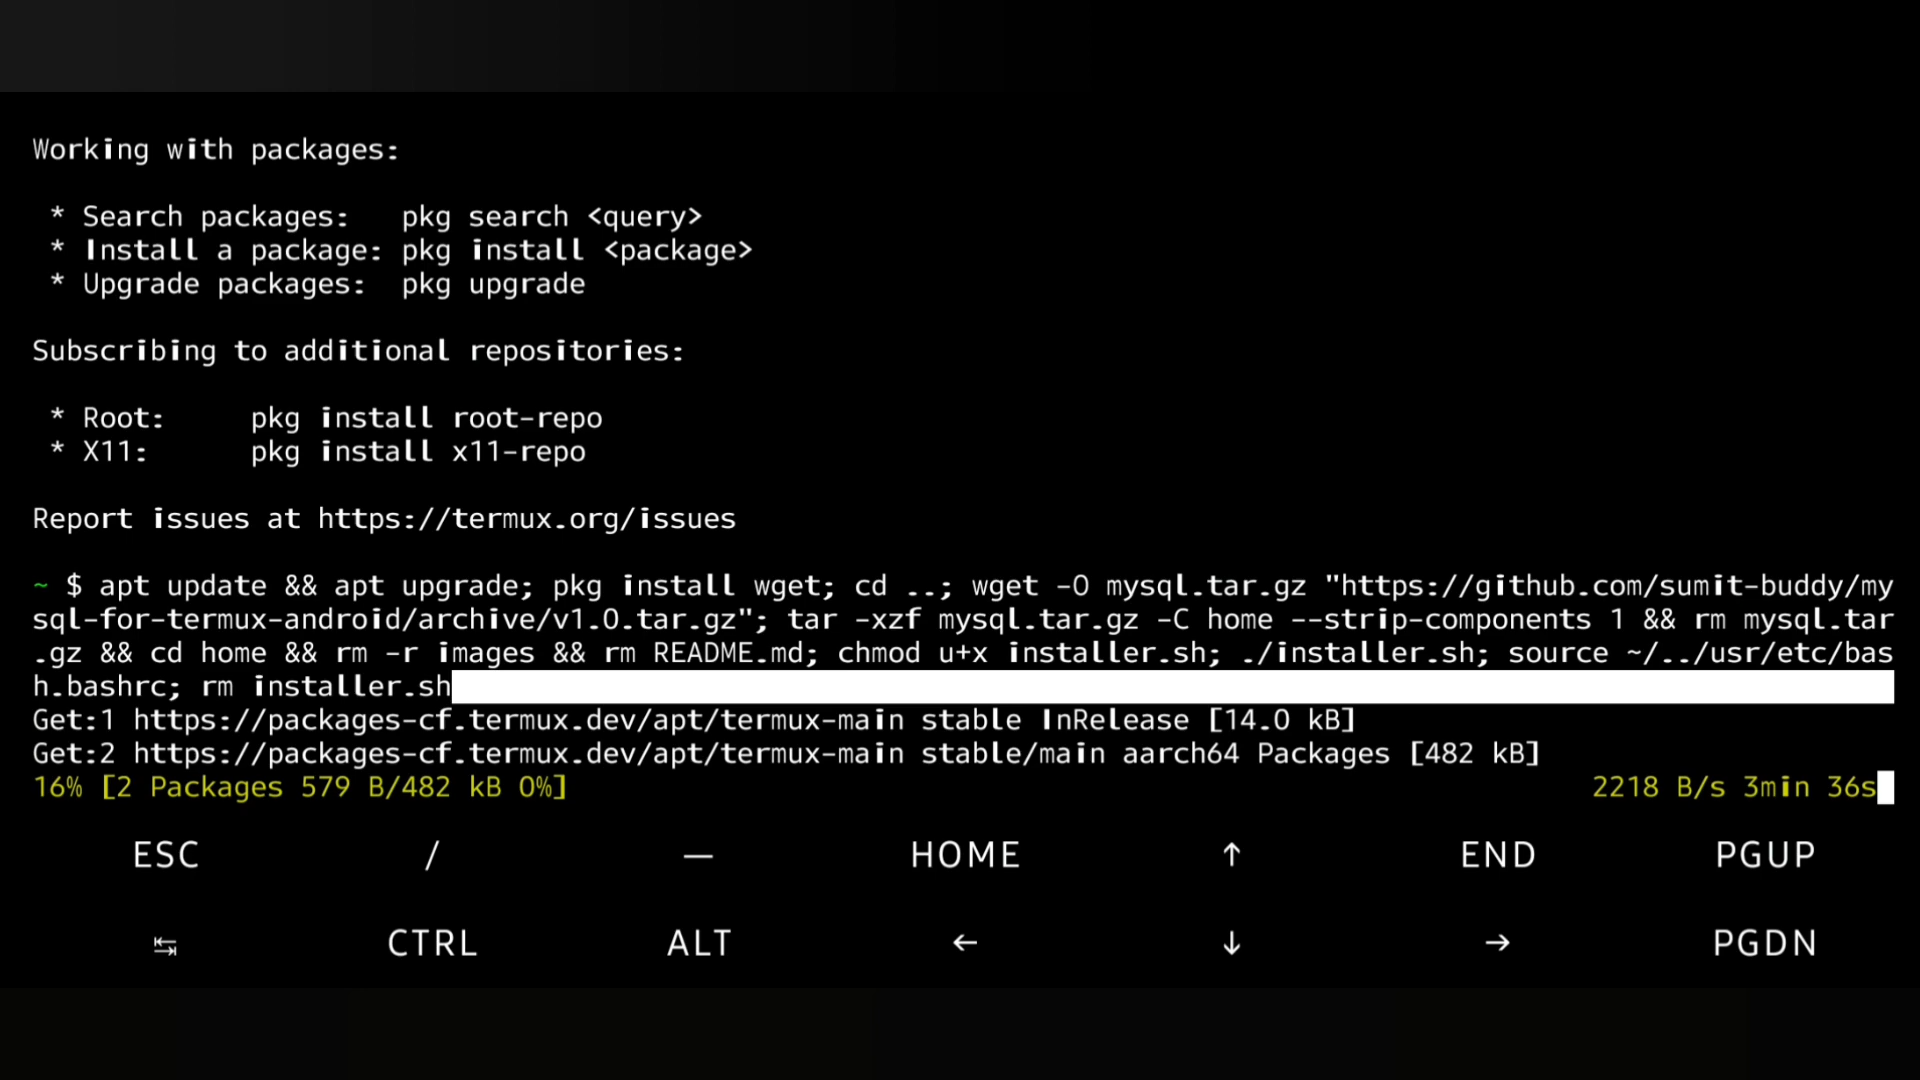 Working with packages:
* Search packages:   pkg search <query>
* Install a package: pkg install <package>
* Upgrade packages:  pkg upgrade
Subscribing to additional repositories:
* Root:     pkg install root-repo
* X11:      pkg install x11-repo
Report issues at https://termux.org/issues
~ $ apt update && apt upgrade; pkg install wget; cd ..; wget -O mysql.tar.gz "https://github.com/sumit-buddy/my
sql-for-termux-android/archive/v1.0.tar.gz"; tar -xzf mysql.tar.gz -C home --strip-components 1 && rm mysql.tar
.gz && cd home && rm -r images && rm README.md; chmod u+x installer.sh; ./installer.sh; source ~/../usr/etc/bas
h.bashrc; rm installer.sh
Get:1 https://packages-cf.termux.dev/apt/termux-main stable InRelease [14.0 kB]
Get:2 https://packages-cf.termux.dev/apt/termux-main stable/main aarch64 Packages [482 kB]
16% [2 Packages 579 B/482 kB 0%] 2218 B/s 3min 36s
ESC / — HOME ↑ END PGUP
↹ CTRL ALT ← ↓ → PGDN